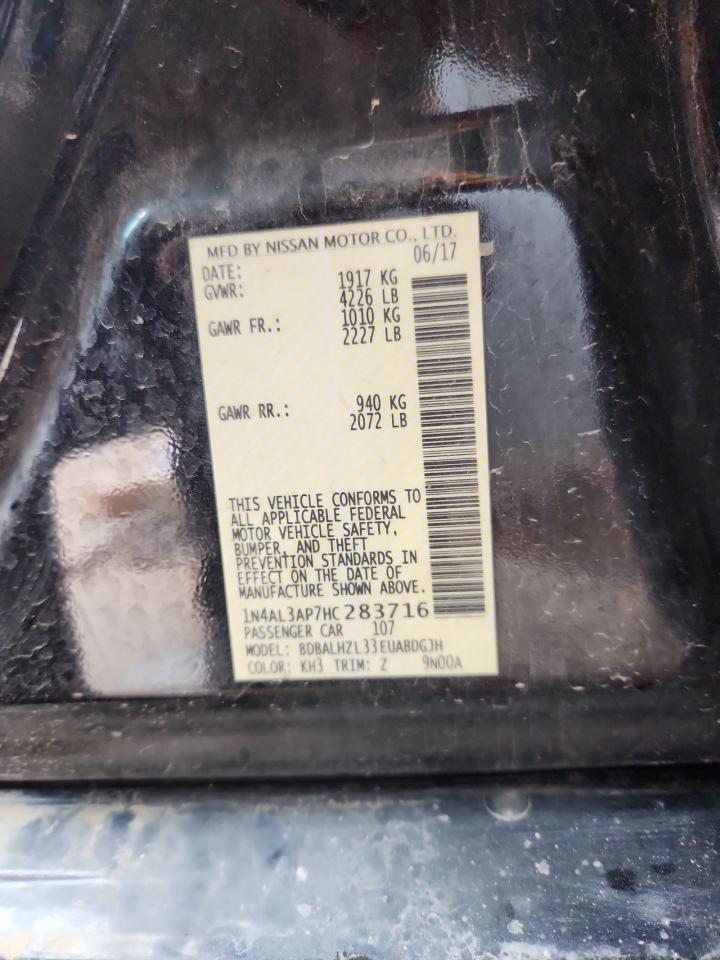 MFD BY NISSAN MOTOR CO., LTD.
DATE: 06/17
GVWR: 1917 KG
4226 LB
GAWR FR.: 1010 KG
2227 LB
GAWR RR.: 940 KG
2072 LB
THIS VEHICLE CONFORMS TO
ALL APPLICABLE FEDERAL
MOTOR VEHICLE SAFETY,
BUMPER, AND THEFT
PREVENTION STANDARDS IN
EFFECT ON THE DATE OF
MANUFACTURE SHOWN ABOVE.
1N4AL3AP7HC283716
PASSENGER CAR 107
MODEL: BDBALHZL33EUABDGJH
COLOR: KH3 TRIM: Z 9N00A